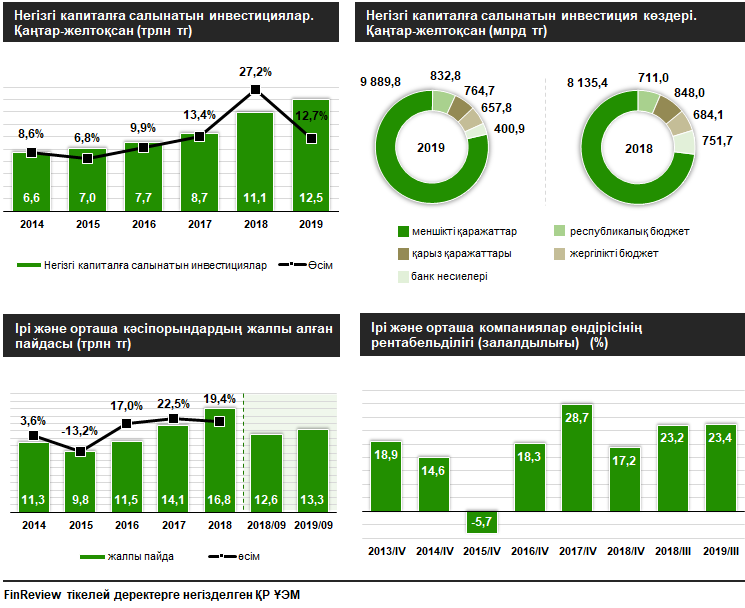 Негізгі капиталға салынатын инвестициялар.
Қаңтар-желтоқсан (трлн тг)
27,2%
13,4%
12,7%
9,9%
8,6%
6,8%
6,6
7,0
7,7
8,7
11,1
12,5
2014
2015
2016
2017
2018
2019
Негізгі капиталға салынатын инвестициялар
Өсім
Негізгі капиталға салынатын инвестиция көздері.
Қаңтар-желтоқсан (млрд тг)
9 889,8
832,8
764,7
657,8
400,9
2019
8 135,4
711,0
848,0
684,1
751,7
2018
меншікті қаражаттар
республикалық бюджет
қарыз қаражаттары
жергілікті бюджет
банк несиелері
Ірі және орташа кәсіпорындардың жалпы алған
пайдасы (трлн тг)
3,6%
-13,2%
17,0%
22,5%
19,4%
11,3
9,8
11,5
14,1
16,8
12,6
13,3
2014
2015
2016
2017
2018
2018/09
2019/09
жалпы пайда
өсім
Ірі және орташа компаниялар өндірісінің
рентабельділігі (залалдылығы) (%)
18,9
14,6
-5,7
18,3
28,7
17,2
23,2
23,4
2013/IV
2014/IV
2015/IV
2016/IV
2017/IV
2018/IV
2018/III
2019/III
FinReview тікелей деректерге негізделген ҚР ҰЭМ